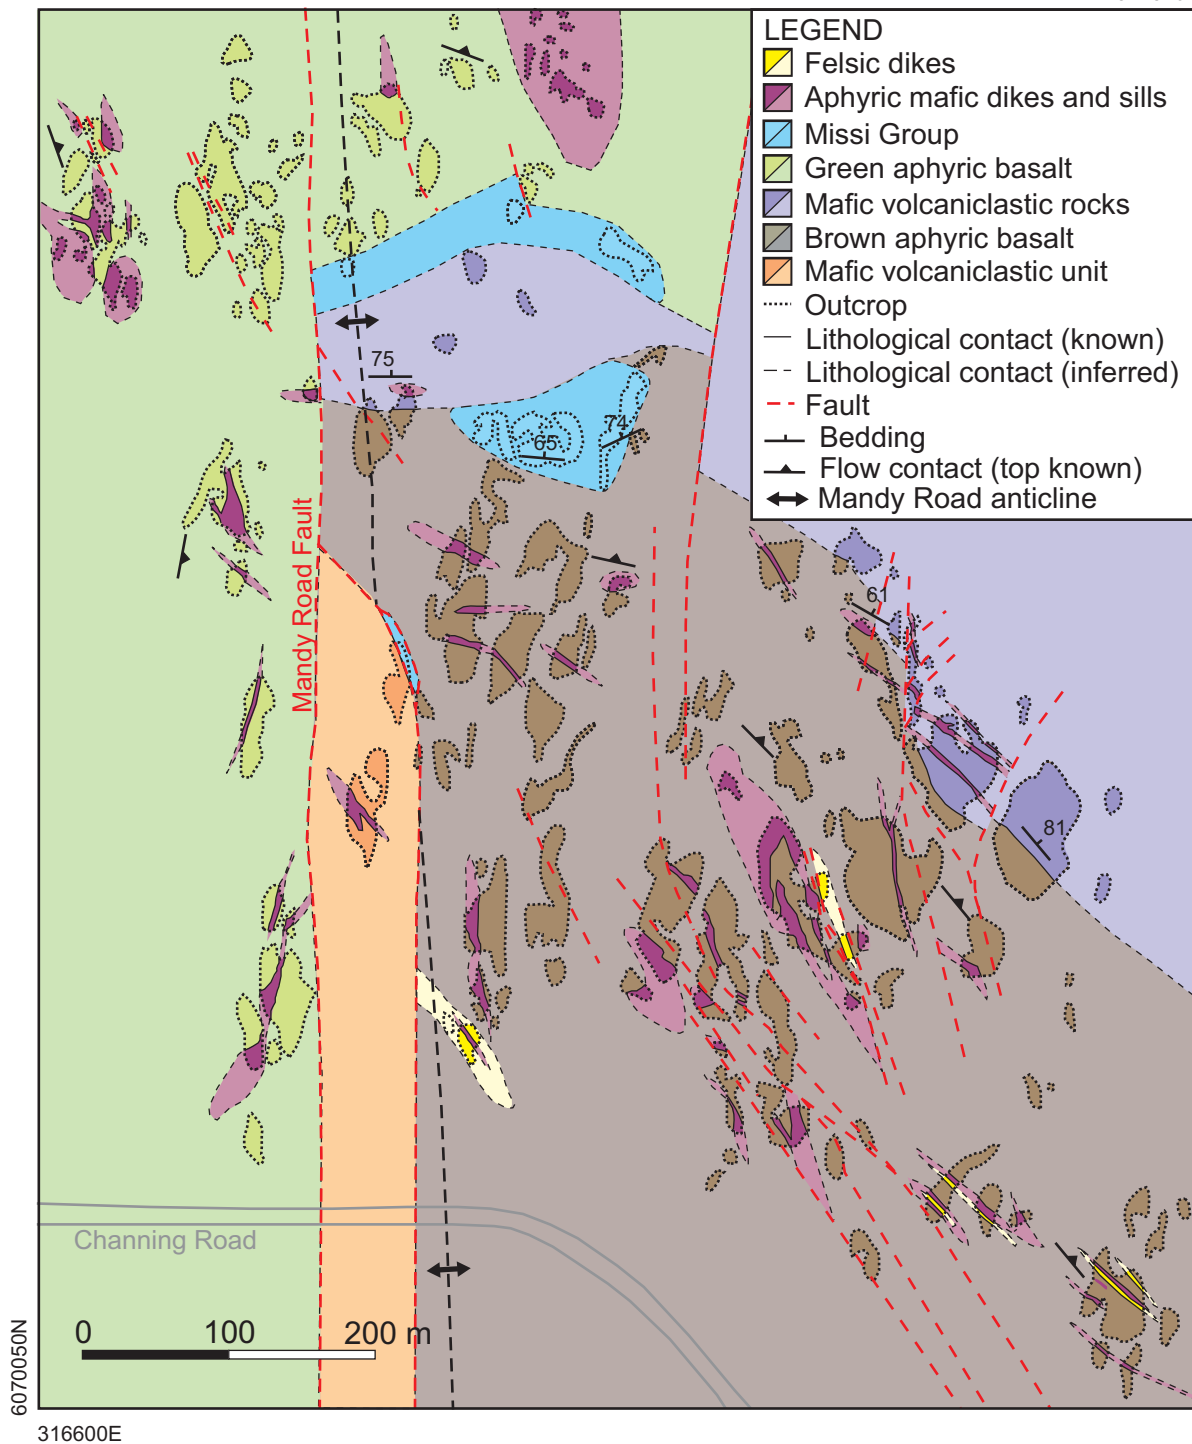 LEGEND
Felsic dikes
Aphyric mafic dikes and sills
Missi Group
Green aphyric basalt
Mafic volcaniclastic rocks
Brown aphyric basalt
Mafic volcaniclastic unit
Outcrop
Lithological contact (known)
Lithological contact (inferred)
Fault
Bedding
Flow contact (top known)
Mandy Road anticline
75
74
65
61
Mandy Road Fault
81
Channing Road
0 100 200 m
6070050N
316600E